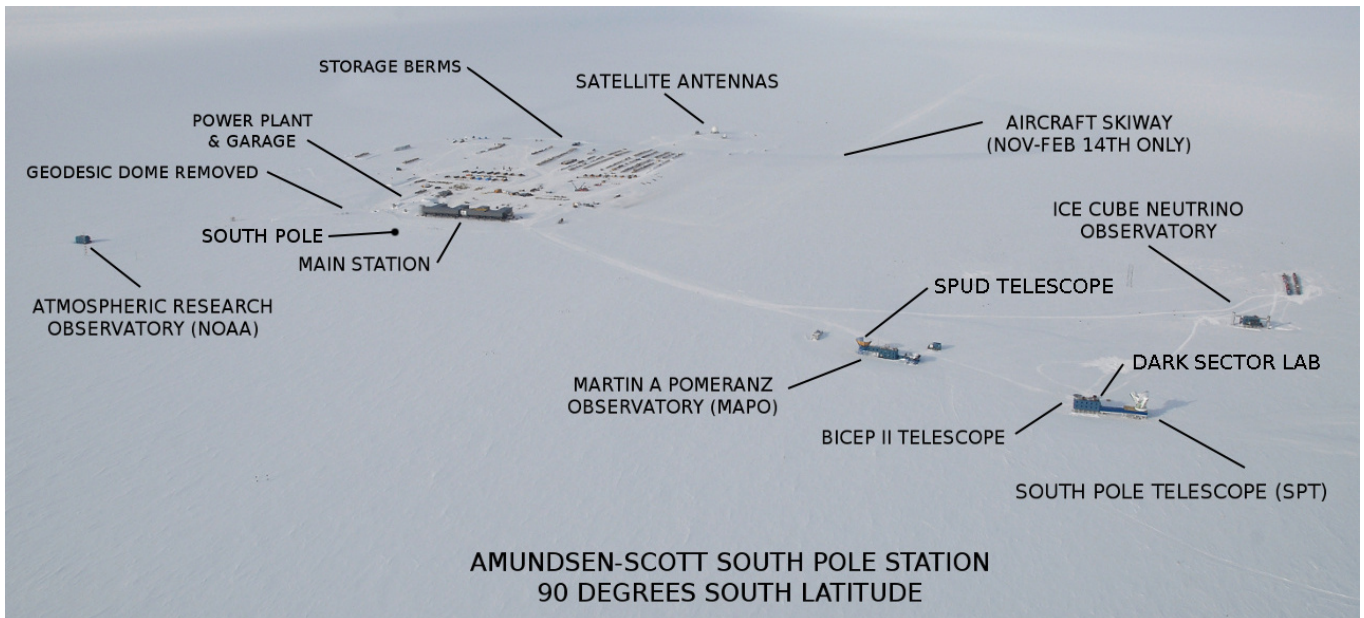 STORAGE BERMS
SATELLITE ANTENNAS
POWER PLANT
& GARAGE
AIRCRAFT SKIWAY
(NOV-FEB 14TH ONLY)
GEODESIC DOME REMOVED
ICE CUBE NEUTRINO
OBSERVATORY
SOUTH POLE
MAIN STATION
ATMOSPHERIC RESEARCH
OBSERVATORY (NOAA)
SPUD TELESCOPE
DARK SECTOR LAB
MARTIN A POMERANZ
OBSERVATORY (MAPO)
BICEP II TELESCOPE
SOUTH POLE TELESCOPE (SPT)
AMUNDSEN-SCOTT SOUTH POLE STATION
90 DEGREES SOUTH LATITUDE